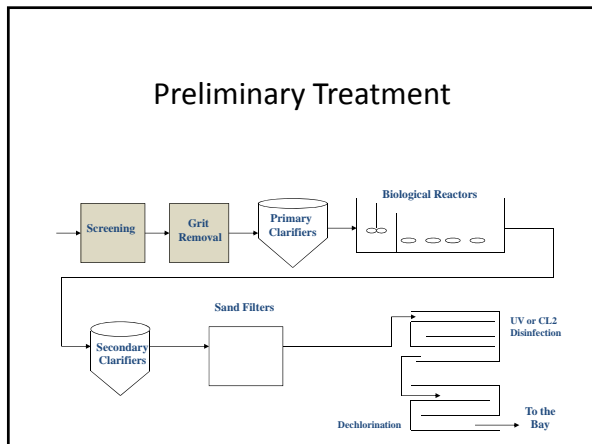 Preliminary Treatment
Biological Reactors
Screening
Grit
Removal
Primary
Clarifiers
Sand Filters
Secondary
Clarifiers
UV or CL2
Disinfection
Dechlorination
To the
Bay